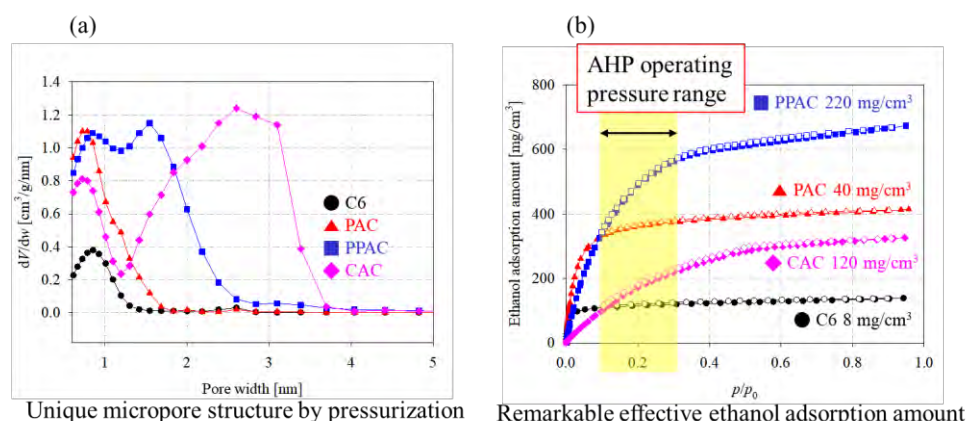 (a)
(b)
dV/dw [cm³/g/nm]
1.4
1.2
1.0
0.8
0.6
0.4
0.2
0.0
C6
PAC
PPAC
CAC
1
2
3
4
5
Pore width [nm]
Unique micropore structure by pressurization
AHP operating
pressure range
Ethanol adsorption amount [mg/cm³]
800
600
400
200
0
PPAC 220 mg/cm³
PAC 40 mg/cm³
CAC 120 mg/cm³
C6 8 mg/cm³
0.0
0.2
0.4
0.6
0.8
1.0
p/p₀
Remarkable effective ethanol adsorption amount